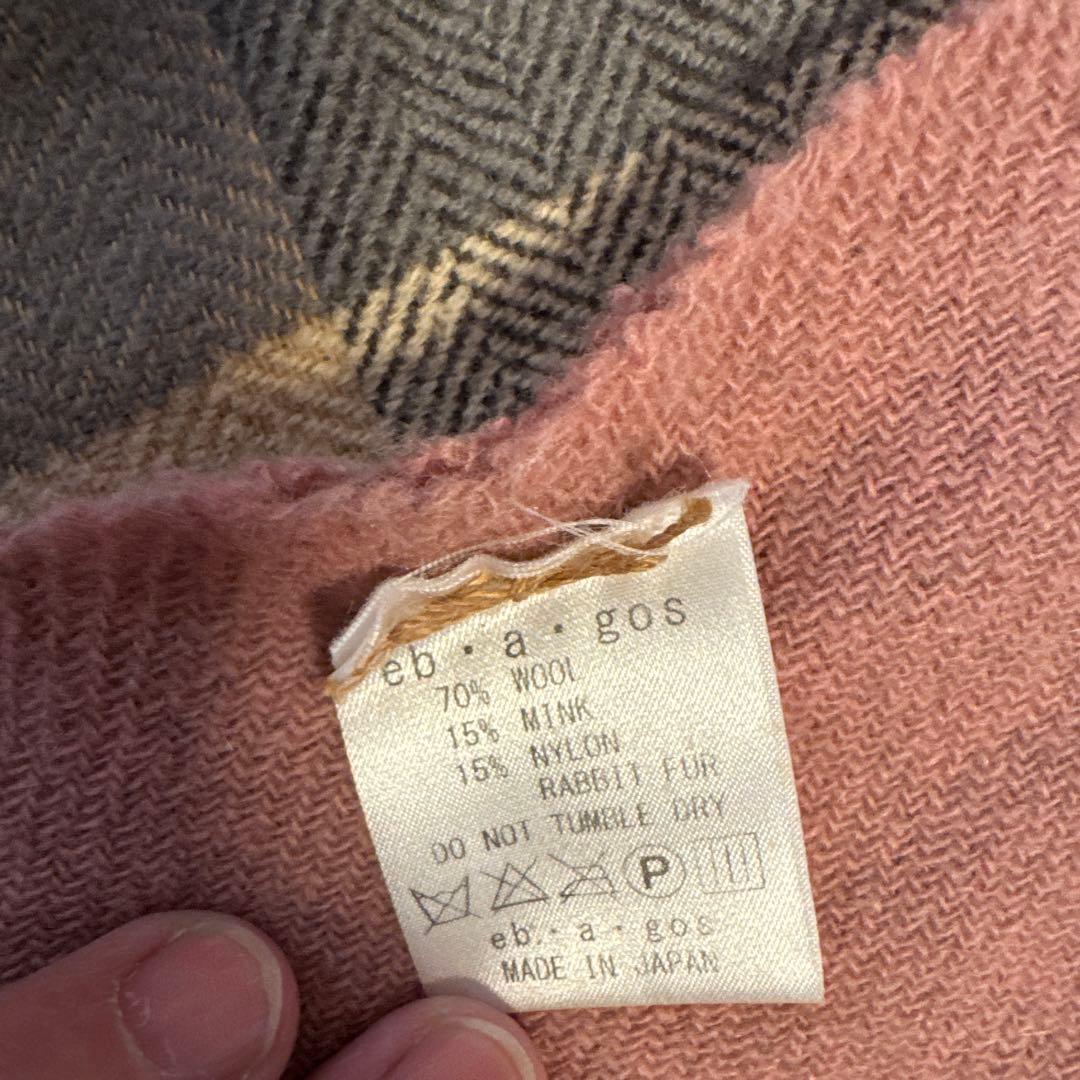 eb・a・gos
70% WOOL
15% MINK
15% NYLON
RABBIT FUR
DO NOT TUMBLE DRY
P
eb・a・gos
MADE IN JAPAN